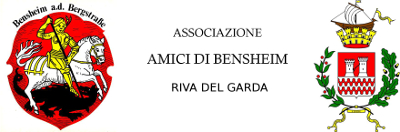 Bensheim a.d. Bergstraße
ASSOCIAZIONE
AMICI DI BENSHEIM
RIVA DEL GARDA